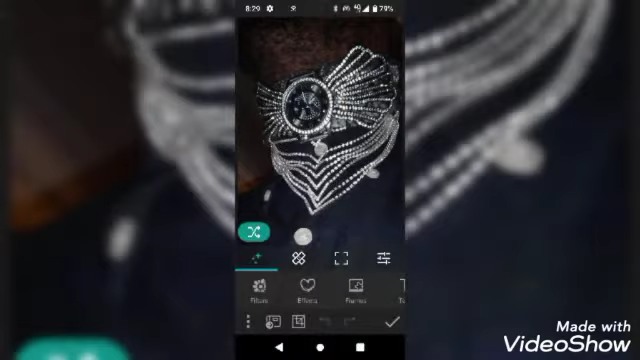 8:29
79%
Filters
Effects
Frames
Made with
VideoShow